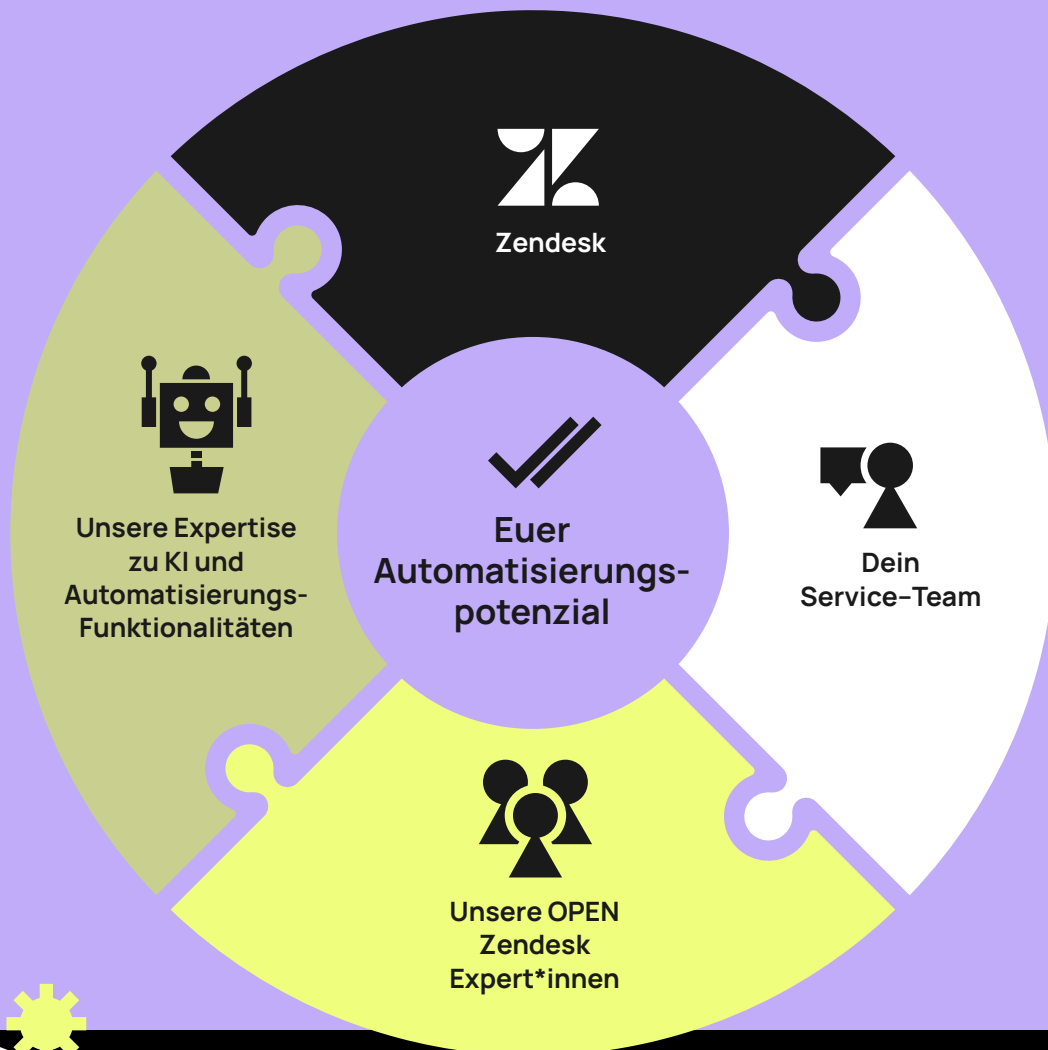 Zendesk
Unsere Expertise
zu KI und
Automatisierungs-
Funktionalitäten
Euer
Automatisierungs-
potenzial
Dein
Service-Team
Unsere OPEN
Zendesk
Expert*innen